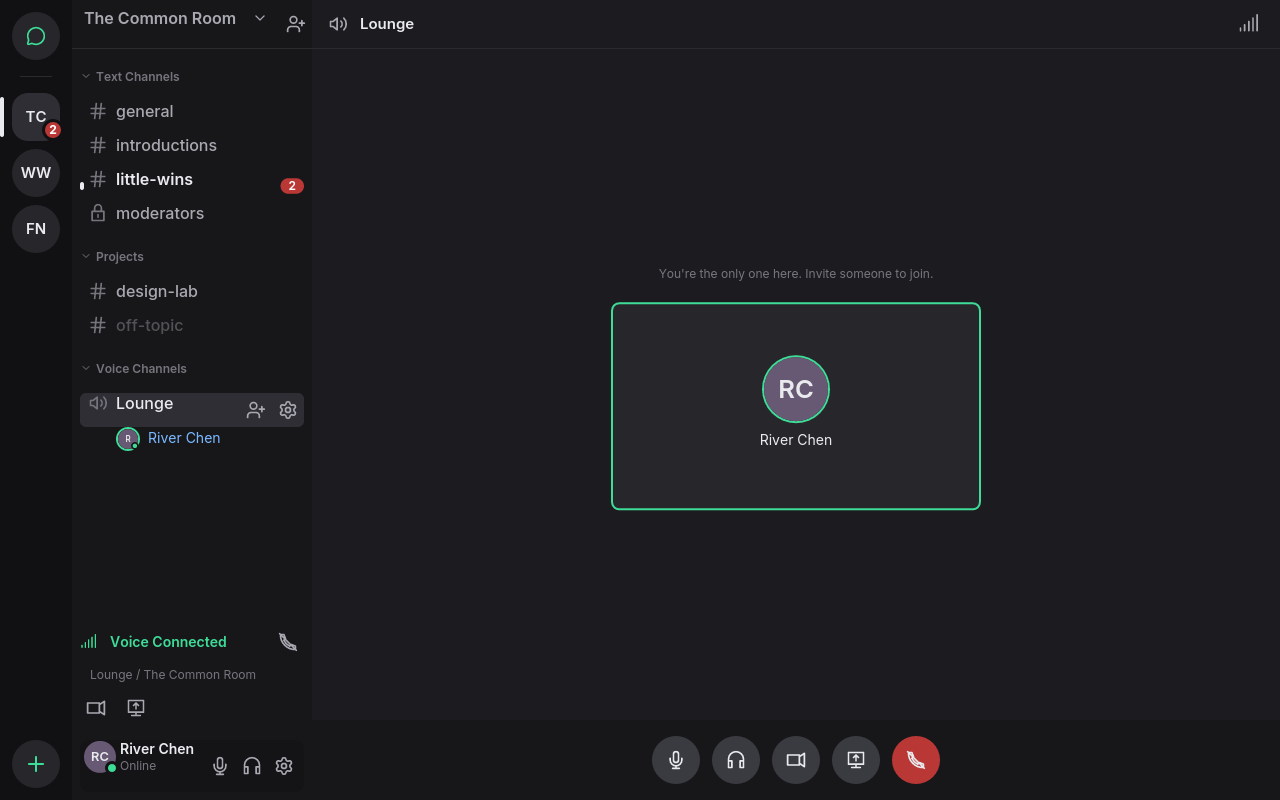 TC
2
WW
FN
The Common Room
Text Channels
general
introductions
little-wins
2
moderators
Projects
design-lab
off-topic
Voice Channels
Lounge
R
River Chen
Voice Connected
Lounge / The Common Room
RC
River Chen
Online
Lounge
You're the only one here. Invite someone to join.
RC
River Chen